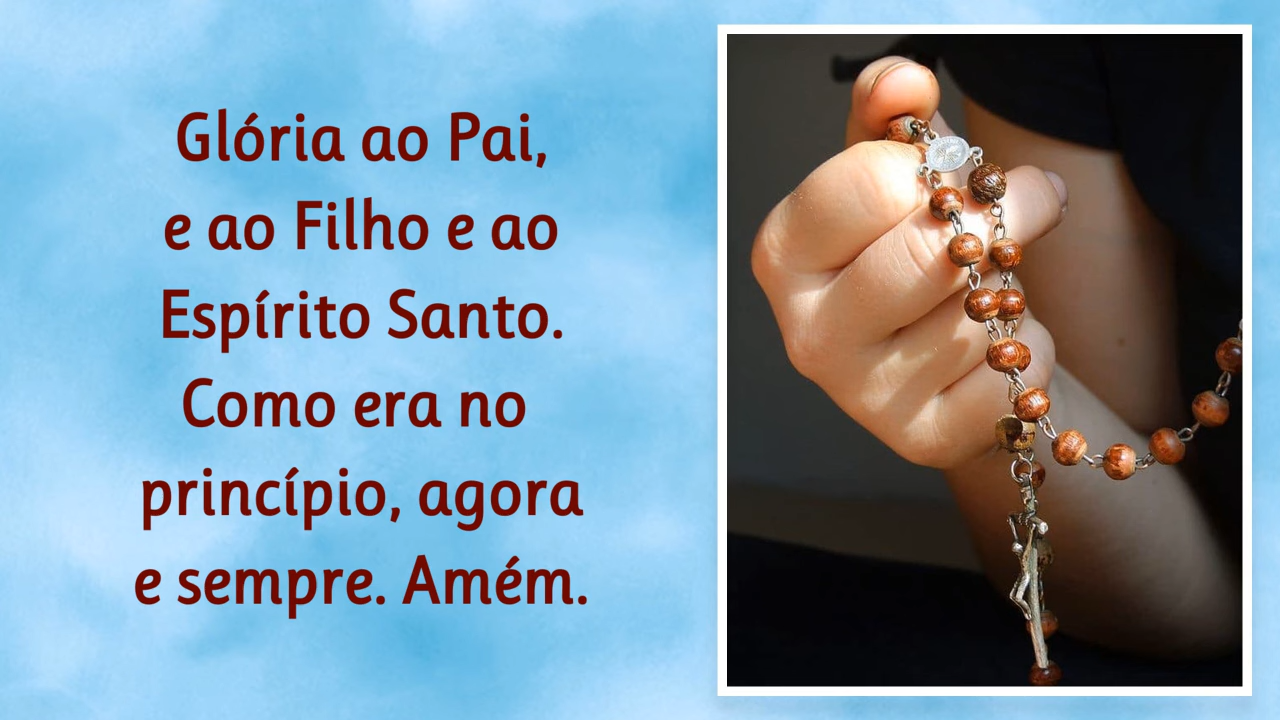 Glória ao Pai,
e ao Filho e ao
Espírito Santo.
Como era no
princípio, agora
e sempre. Amém.